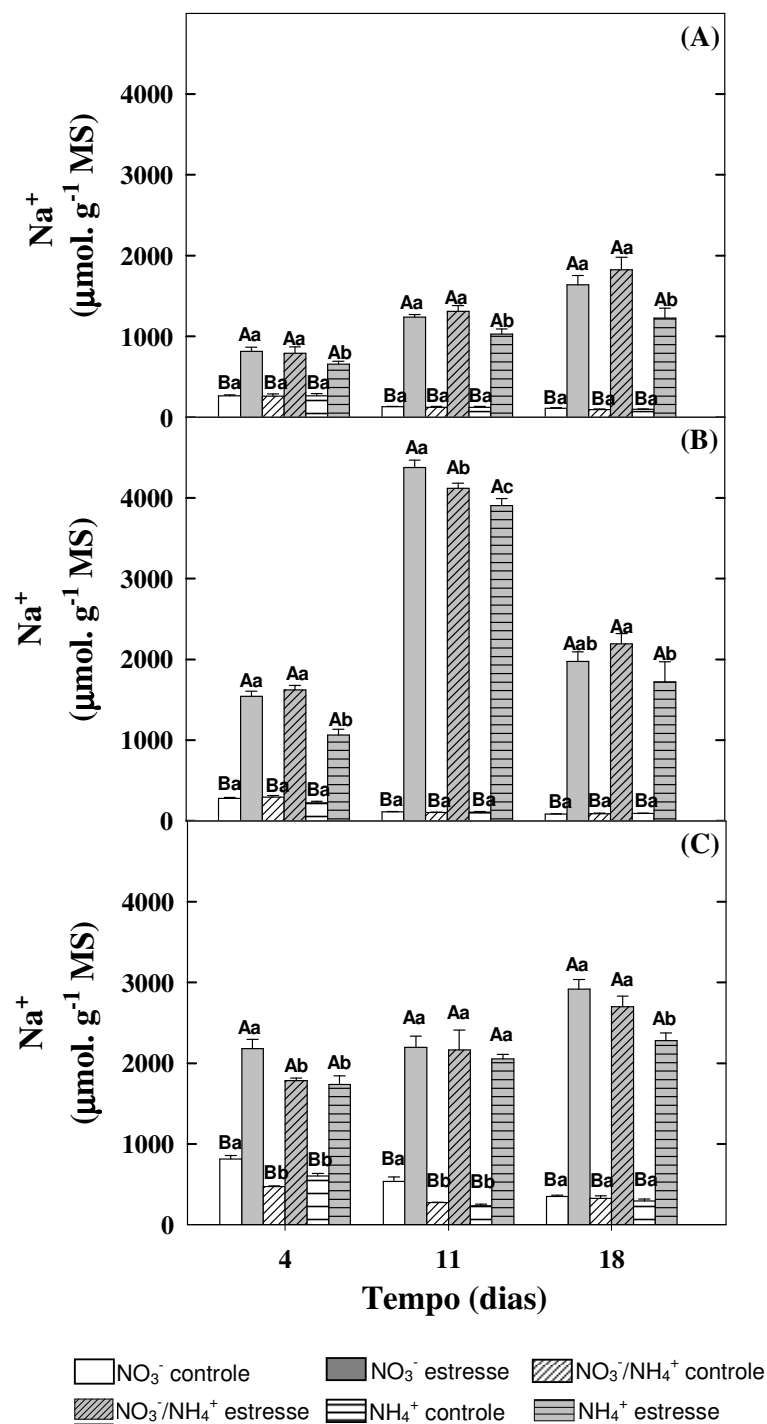 (A)
4000
3000
2000
1000
0
Na⁺
(μmol. g⁻¹ MS)
Ba Aa Ba Aa Ba Ab
Ba Aa Ba Aa Ba Ab
Ba Aa Ba Aa Ba Ab
(B)
4000
3000
2000
1000
0
Na⁺
(μmol. g⁻¹ MS)
Ba Aa Ba Aa Ba Ab
Ba Aa Ba Ab Ba Ac
Ba Aab Ba Aa Ba Ab
(C)
4000
3000
2000
1000
0
Na⁺
(μmol. g⁻¹ MS)
Ba Aa Bb Ab Bb Ab
Ba Aa Bb Aa Bb Aa
Ba Aa Ba Aa Ba Ab
4 11 18
Tempo (dias)
NO₃⁻ controle NO₃⁻ estresse NO₃⁻/NH₄⁺ controle
NO₃⁻/NH₄⁺ estresse NH₄⁺ controle NH₄⁺ estresse